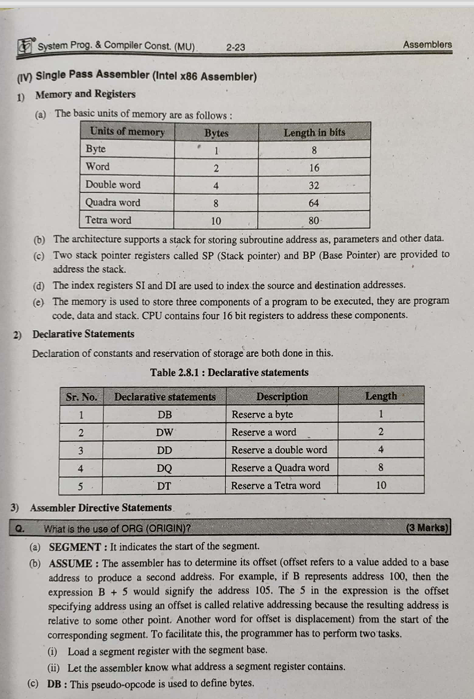 System Prog. & Compiler Const. (MU) 2-23 Assemblers
(IV) Single Pass Assembler (Intel x86 Assembler)
1) Memory and Registers
(a) The basic units of memory are as follows :
Units of memory Bytes Length in bits
Byte 1 8
Word 2 16
Double word 4 32
Quadra word 8 64
Tetra word 10 80
(b) The architecture supports a stack for storing subroutine address as, parameters and other data.
(c) Two stack pointer registers called SP (Stack pointer) and BP (Base Pointer) are provided to
address the stack.
(d) The index registers SI and DI are used to index the source and destination addresses.
(e) The memory is used to store three components of a program to be executed, they are program
code, data and stack. CPU contains four 16 bit registers to address these components.
2) Declarative Statements
Declaration of constants and reservation of storage are both done in this.
Table 2.8.1 : Declarative statements
Sr. No. Declarative statements Description Length
1 DB Reserve a byte 1
2 DW Reserve a word 2
3 DD Reserve a double word 4
4 DQ Reserve a Quadra word 8
5 DT Reserve a Tetra word 10
3) Assembler Directive Statements
Q. What is the use of ORG (ORIGIN)? (3 Marks)
(a) SEGMENT : It indicates the start of the segment.
(b) ASSUME : The assembler has to determine its offset (offset refers to a value added to a base
address to produce a second address. For example, if B represents address 100, then the
expression B + 5 would signify the address 105. The 5 in the expression is the offset
specifying address using an offset is called relative addressing because the resulting address is
relative to some other point. Another word for offset is displacement) from the start of the
corresponding segment. To facilitate this, the programmer has to perform two tasks.
(i) Load a segment register with the segment base.
(ii) Let the assembler know what address a segment register contains.
(c) DB : This pseudo-opcode is used to define bytes.